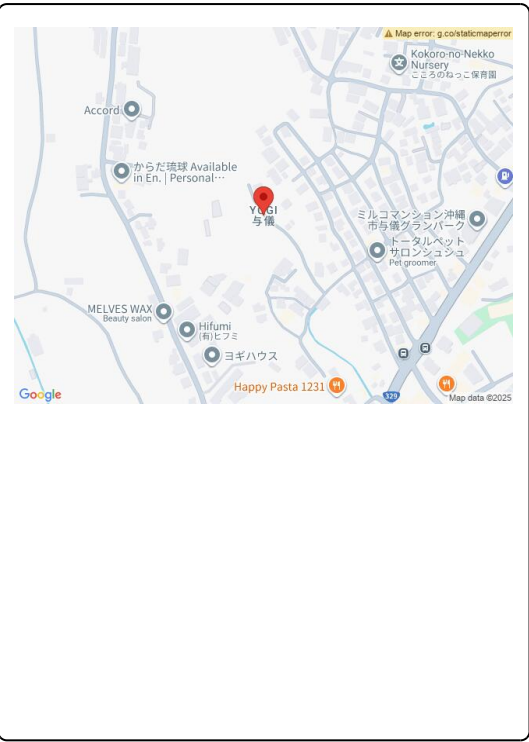 Map error: g.co/staticmaperror
Kokoro-no-Nekko
Nursery
こころのねっこ保育園
Accord
からだ琉球 Available
in En. | Personal…
YOGI
与儀
ミルコマンション沖縄
市与儀グランパーク
トータルペット
サロンシュシュ
Pet groomer
MELVES WAX
Beauty salon
Hifumi
(有)ヒフミ
ヨギハウス
Happy Pasta 1231
329
Google
Map data ©2025